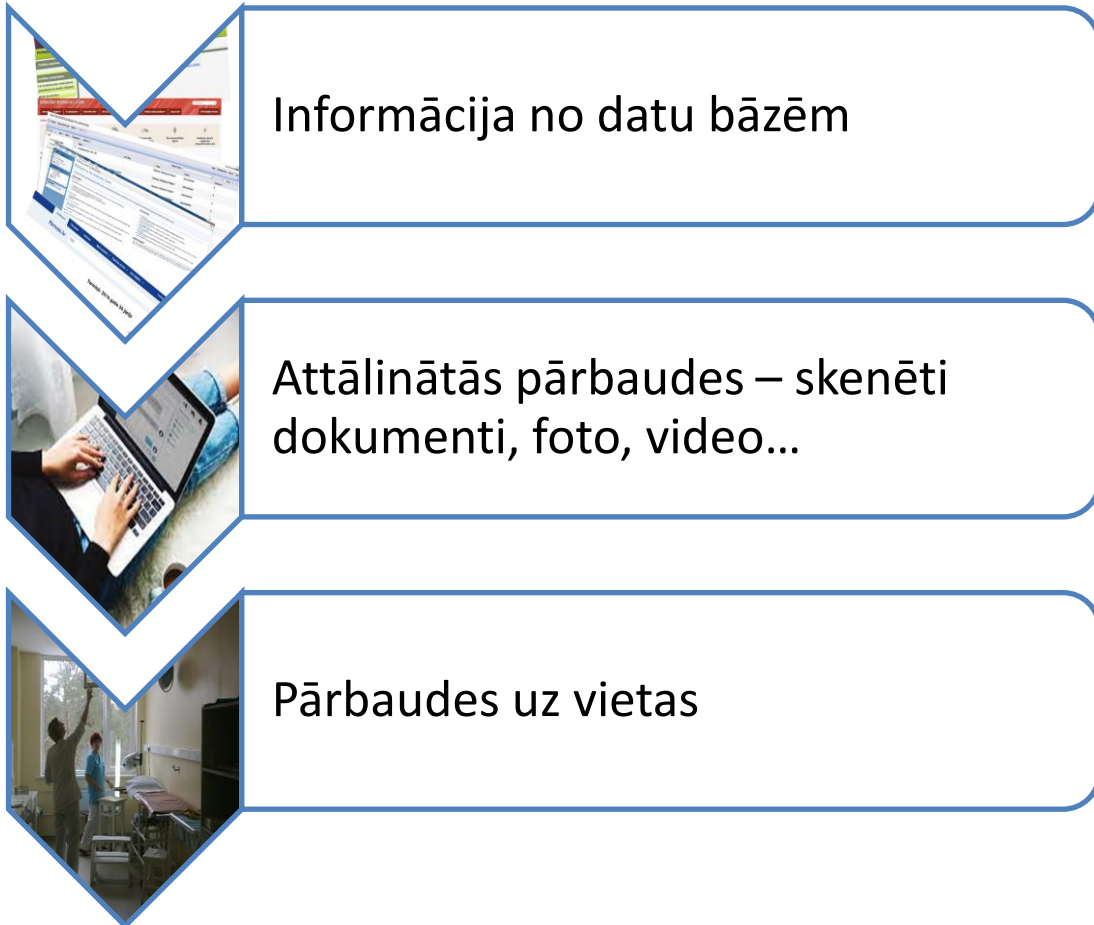 Informācija no datu bāzēm
Attālinātās pārbaudes – skenēti
dokumenti, foto, video…
Pārbaudes uz vietas